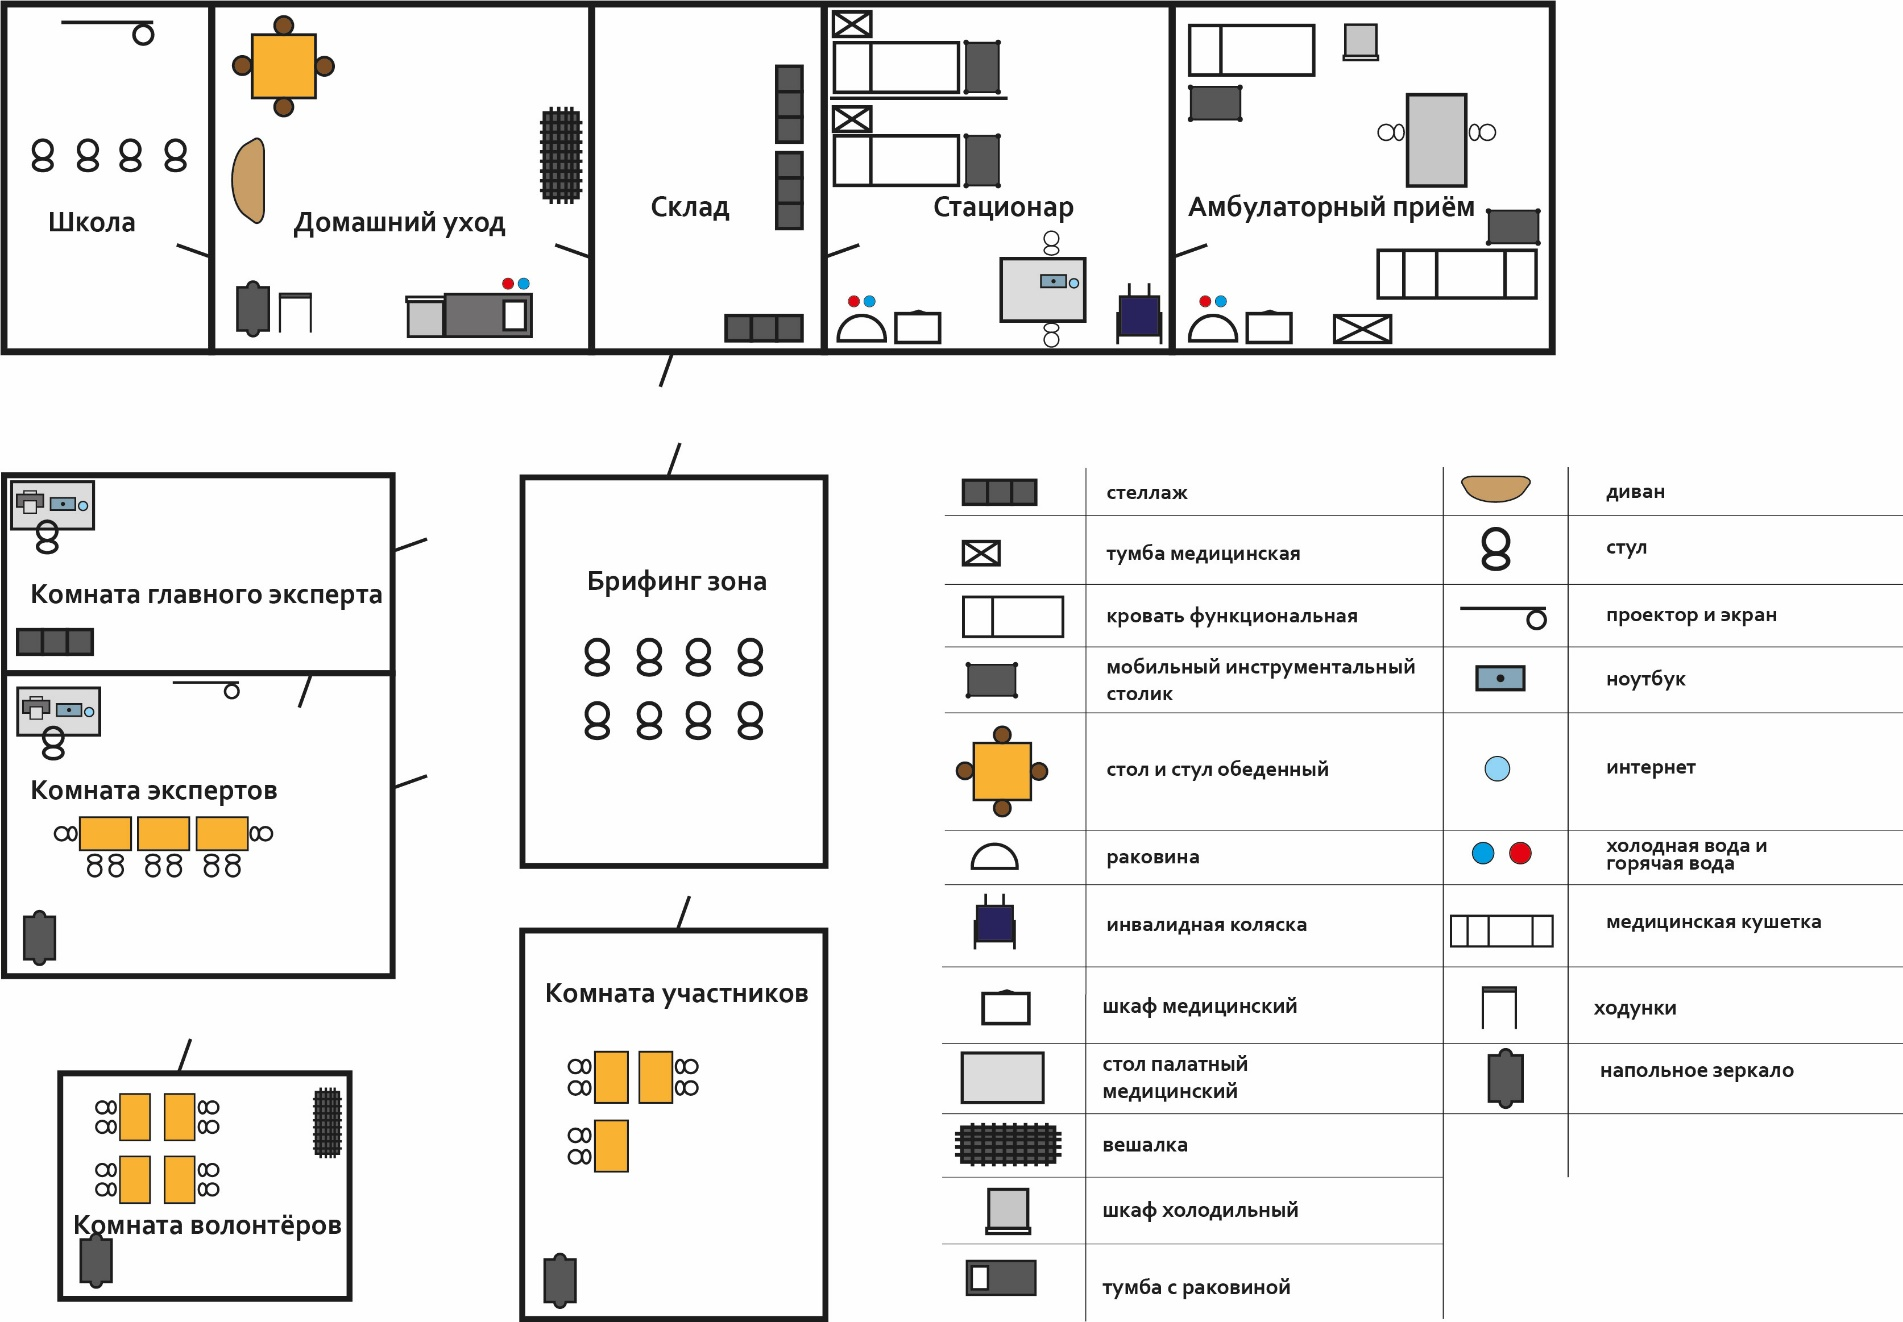 Школа
Домашний уход
Склад
Стационар
Амбулаторный приём
Комната главного эксперта
Комната экспертов
Комната волонтёров
Брифинг зона
Комната участников
стеллаж
диван
тумба медицинская
стул
кровать функциональная
проектор и экран
мобильный инструментальный
столик
ноутбук
стол и стул обеденный
интернет
раковина
холодная вода и
горячая вода
инвалидная коляска
медицинская кушетка
шкаф медицинский
ходунки
стол палатный
медицинский
напольное зеркало
вешалка
шкаф холодильный
тумба с раковиной